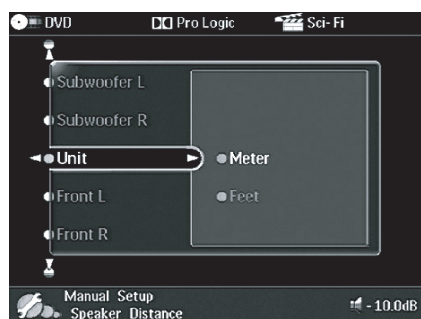 DVD Pro Logic Sci-Fi
Subwoofer L
Subwoofer R
Unit Meter
Front L Feet
Front R
Manual Setup
Speaker Distance -10.0dB